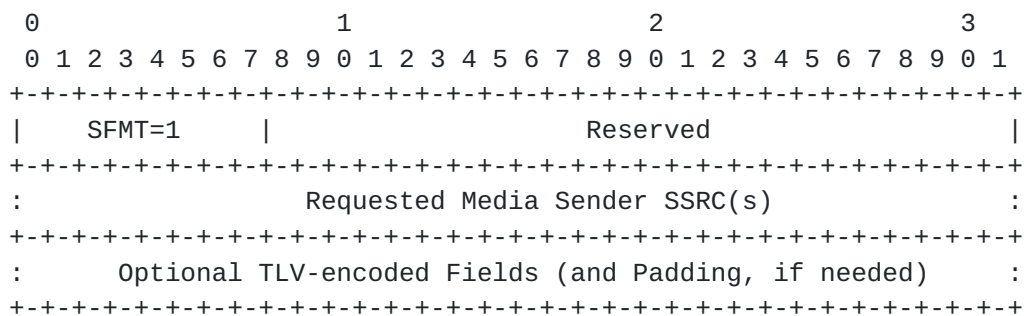 0                   1                   2                   3
 0 1 2 3 4 5 6 7 8 9 0 1 2 3 4 5 6 7 8 9 0 1 2 3 4 5 6 7 8 9 0 1
+-+-+-+-+-+-+-+-+-+-+-+-+-+-+-+-+-+-+-+-+-+-+-+-+-+-+-+-+-+-+-+-+
|    SFMT=1     |                    Reserved                   |
+-+-+-+-+-+-+-+-+-+-+-+-+-+-+-+-+-+-+-+-+-+-+-+-+-+-+-+-+-+-+-+-+
:                  Requested Media Sender SSRC(s)               :
+-+-+-+-+-+-+-+-+-+-+-+-+-+-+-+-+-+-+-+-+-+-+-+-+-+-+-+-+-+-+-+-+
:      Optional TLV-encoded Fields (and Padding, if needed)     :
+-+-+-+-+-+-+-+-+-+-+-+-+-+-+-+-+-+-+-+-+-+-+-+-+-+-+-+-+-+-+-+-+